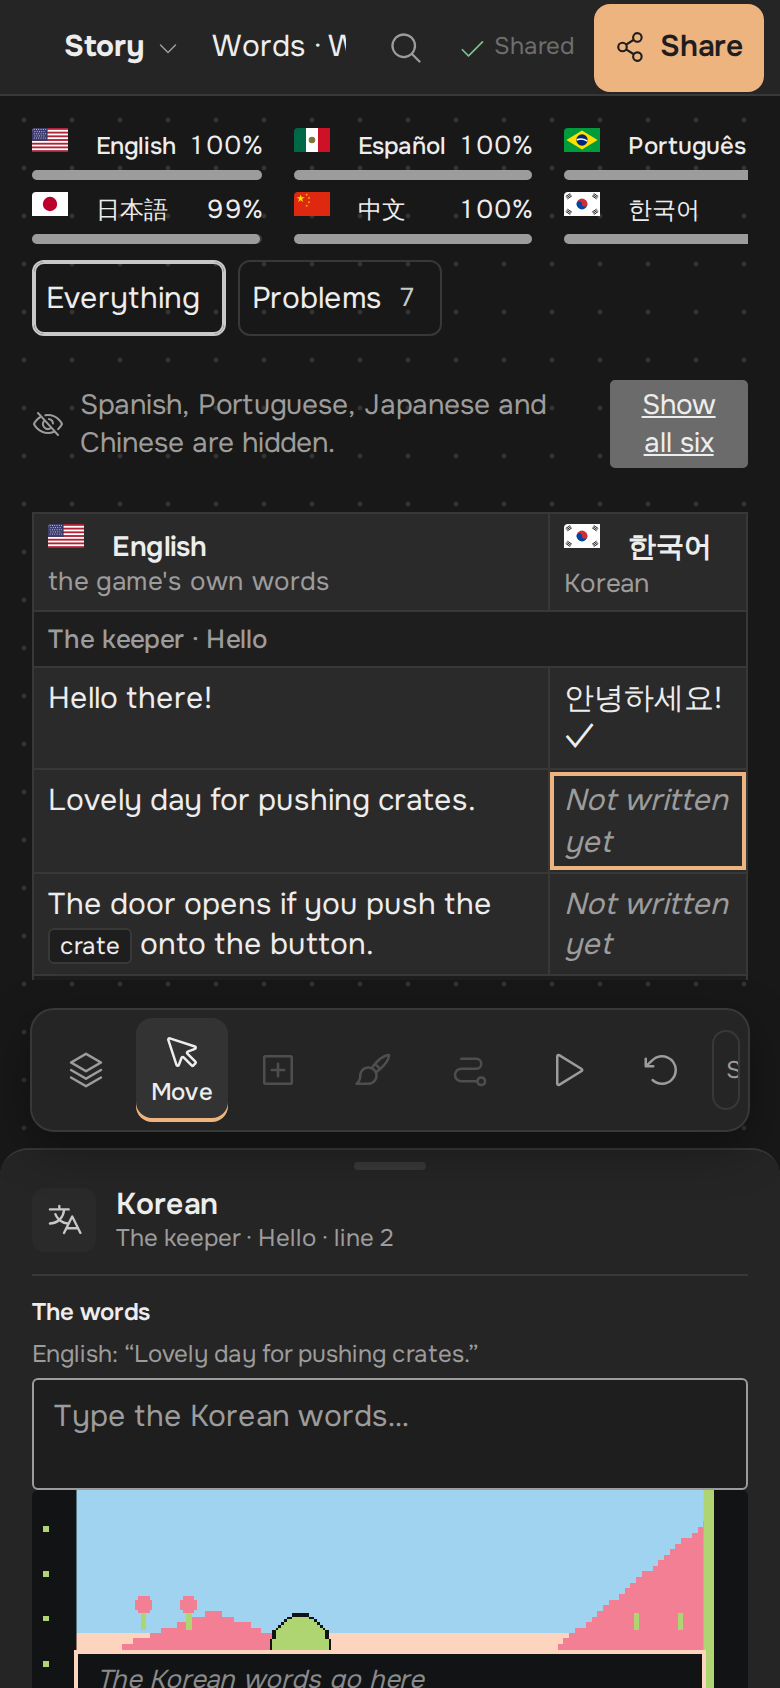 Story Words · W Shared Share
English 100% Español 100% Português
日本語 99% 中文 100% 한국어
Everything Problems 7
Spanish, Portuguese, Japanese and
Chinese are hidden.
Show
all six
English 한국어
the game's own words Korean
The keeper · Hello
Hello there! 안녕하세요!
Lovely day for pushing crates. Not written
yet
The door opens if you push the Not written
crate onto the button. yet
Move S
Korean
The keeper · Hello · line 2
The words
English: “Lovely day for pushing crates.”
Type the Korean words...
The Korean words go here